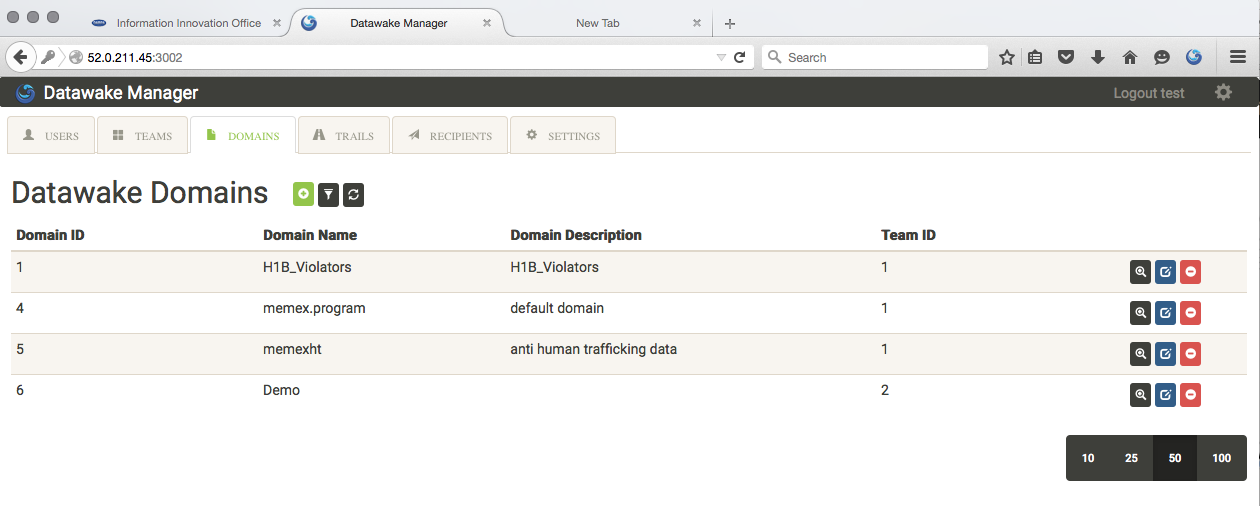 Information Innovation Office
Datawake Manager
New Tab
52.0.211.45:3002
Search
Datawake Manager
Logout test
USERS
TEAMS
DOMAINS
TRAILS
RECIPIENTS
SETTINGS
Datawake Domains
Domain ID Domain Name Domain Description Team ID
1 H1B_Violators H1B_Violators 1
4 memex.program default domain 1
5 memexht anti human trafficking data 1
6 Demo 2
10 25 50 100